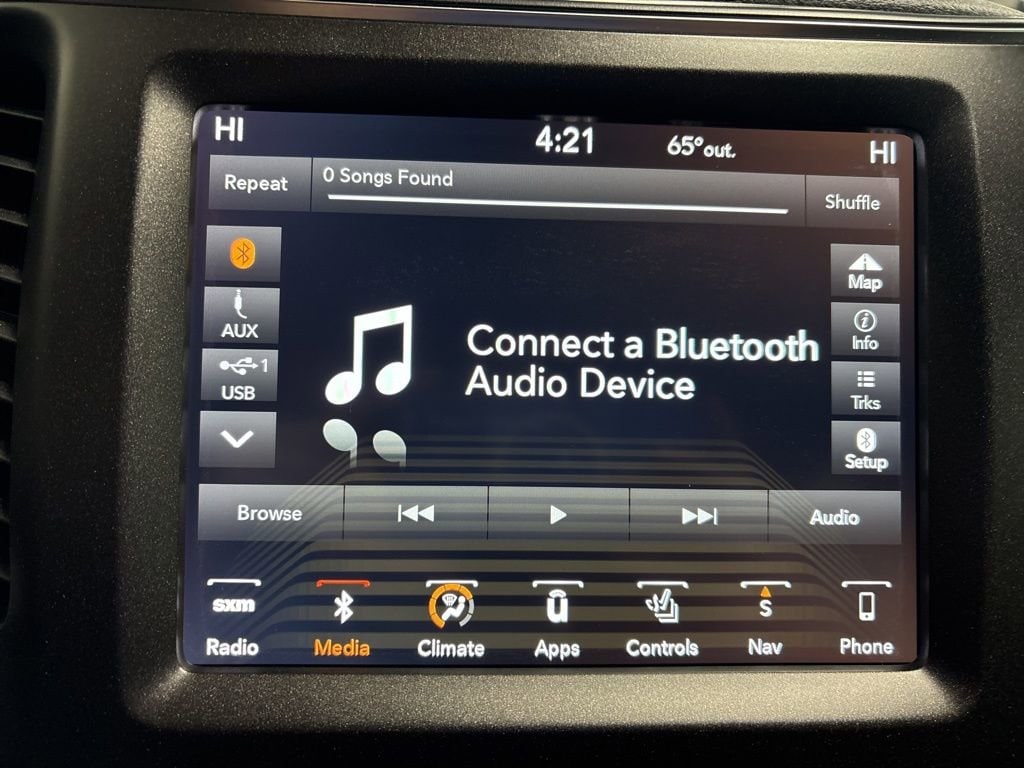 HI
4:21
65° out.
HI
Repeat
0 Songs Found
Shuffle
AUX
1
USB
Connect a Bluetooth
Audio Device
Map
Info
Trks
Setup
Browse
Audio
sxm
Radio
Media
Climate
u
Apps
Controls
S
Nav
Phone